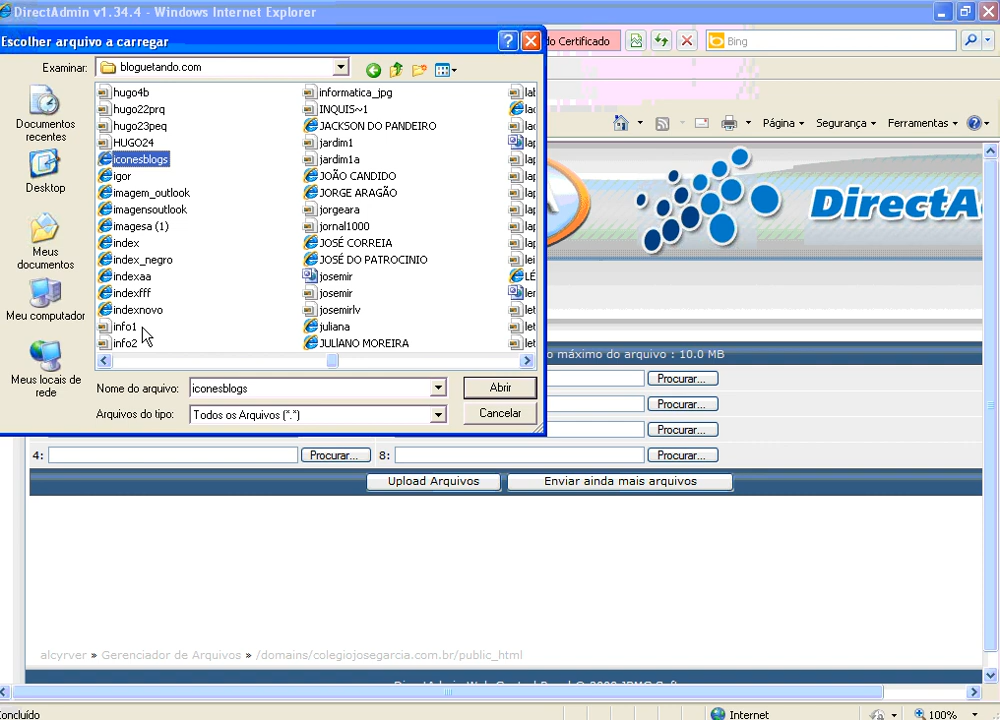 DirectAdmin v1.34.4 - Windows Internet Explorer
Escolher arquivo a carregar
do Certificado
Bing
Examinar:
bloguetando.com
Documentos recentes
Desktop
Meus documentos
Meu computador
Meus locais de rede
hugo4b
hugo22prq
hugo23peq
HUGO24
iconesblogs
igor
imagem_outlook
imagensoutlook
imagesa (1)
index
index_negro
indexaa
indexfff
indexnovo
info1
info2
informatica_jpg
INQUIS~1
JACKSON DO PANDEIRO
jardim1
jardim1a
JOÃO CANDIDO
JORGE ARAGÃO
jorgeara
jornal1000
JOSÉ CORREIA
JOSÉ DO PATROCINIO
josemir
josemir
josemirlv
juliana
JULIANO MOREIRA
Nome do arquivo:
iconesblogs
Abrir
Arquivos do tipo:
Todos os Arquivos (*.*)
Cancelar
Página
Segurança
Ferramentas
DirectA
o máximo do arquivo : 10.0 MB
Procurar...
Procurar...
Procurar...
4:
Procurar...
8:
Procurar...
Upload Arquivos
Enviar ainda mais arquivos
alcyrver » Gerenciador de Arquivos » /domains/colegiojosegarcia.com.br/public_html
Concluído
Internet
100%